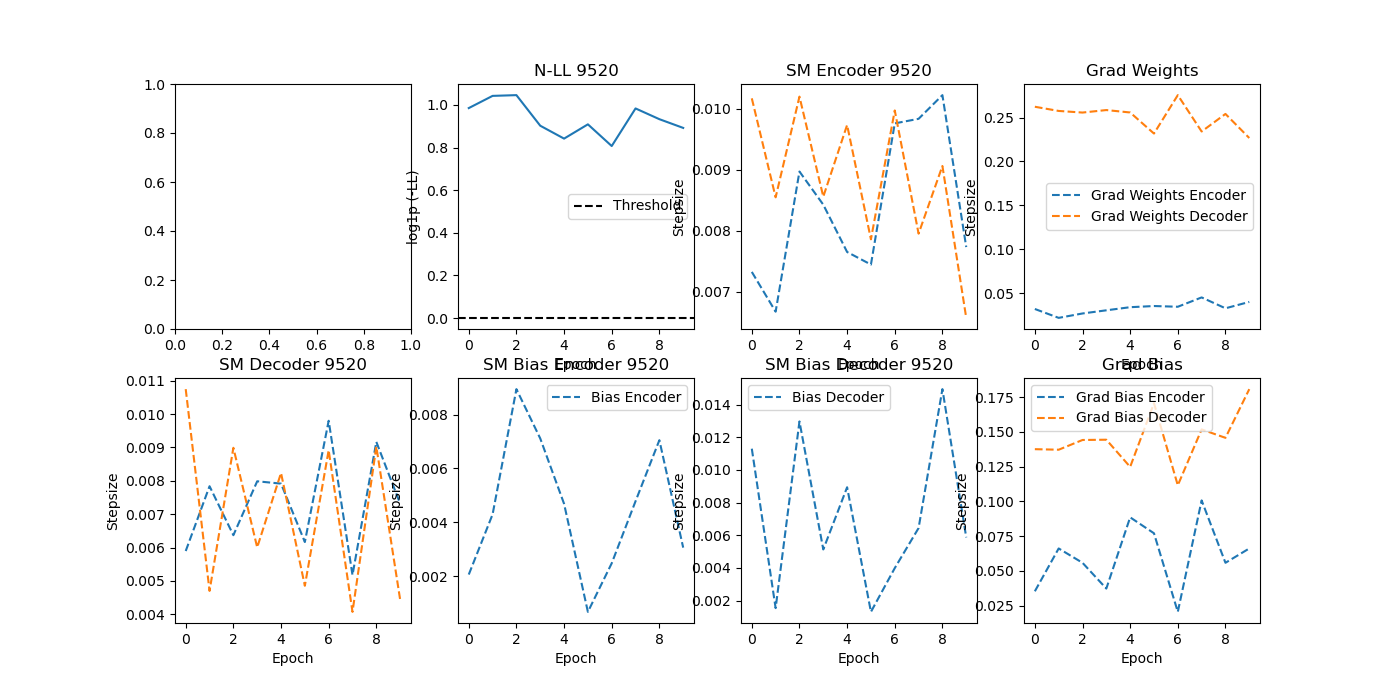 1.0
0.8
0.6
0.4
0.2
0.0
0.0 0.2 0.4 0.6 0.8 1.0
N-LL 9520
log1p (-LL)
1.0
0.8
0.6
0.4
0.2
0.0
Threshold
0 2 4 6 8
Epoch
SM Encoder 9520
Stepsize
0.010
0.009
0.008
0.007
0 2 4 6 8
Epoch
Grad Weights
Stepsize
0.25
0.20
0.15
0.10
0.05
Grad Weights Encoder
Grad Weights Decoder
0 2 4 6 8
Epoch
SM Decoder 9520
Stepsize
0.011
0.010
0.009
0.008
0.007
0.006
0.005
0.004
0 2 4 6 8
Epoch
SM Bias Encoder 9520
Stepsize
0.008
0.006
0.004
0.002
Bias Encoder
0 2 4 6 8
Epoch
SM Bias Decoder 9520
Stepsize
0.014
0.012
0.010
0.008
0.006
0.004
0.002
Bias Decoder
0 2 4 6 8
Epoch
Grad Bias
Stepsize
0.175
0.150
0.125
0.100
0.075
0.050
0.025
Grad Bias Encoder
Grad Bias Decoder
0 2 4 6 8
Epoch